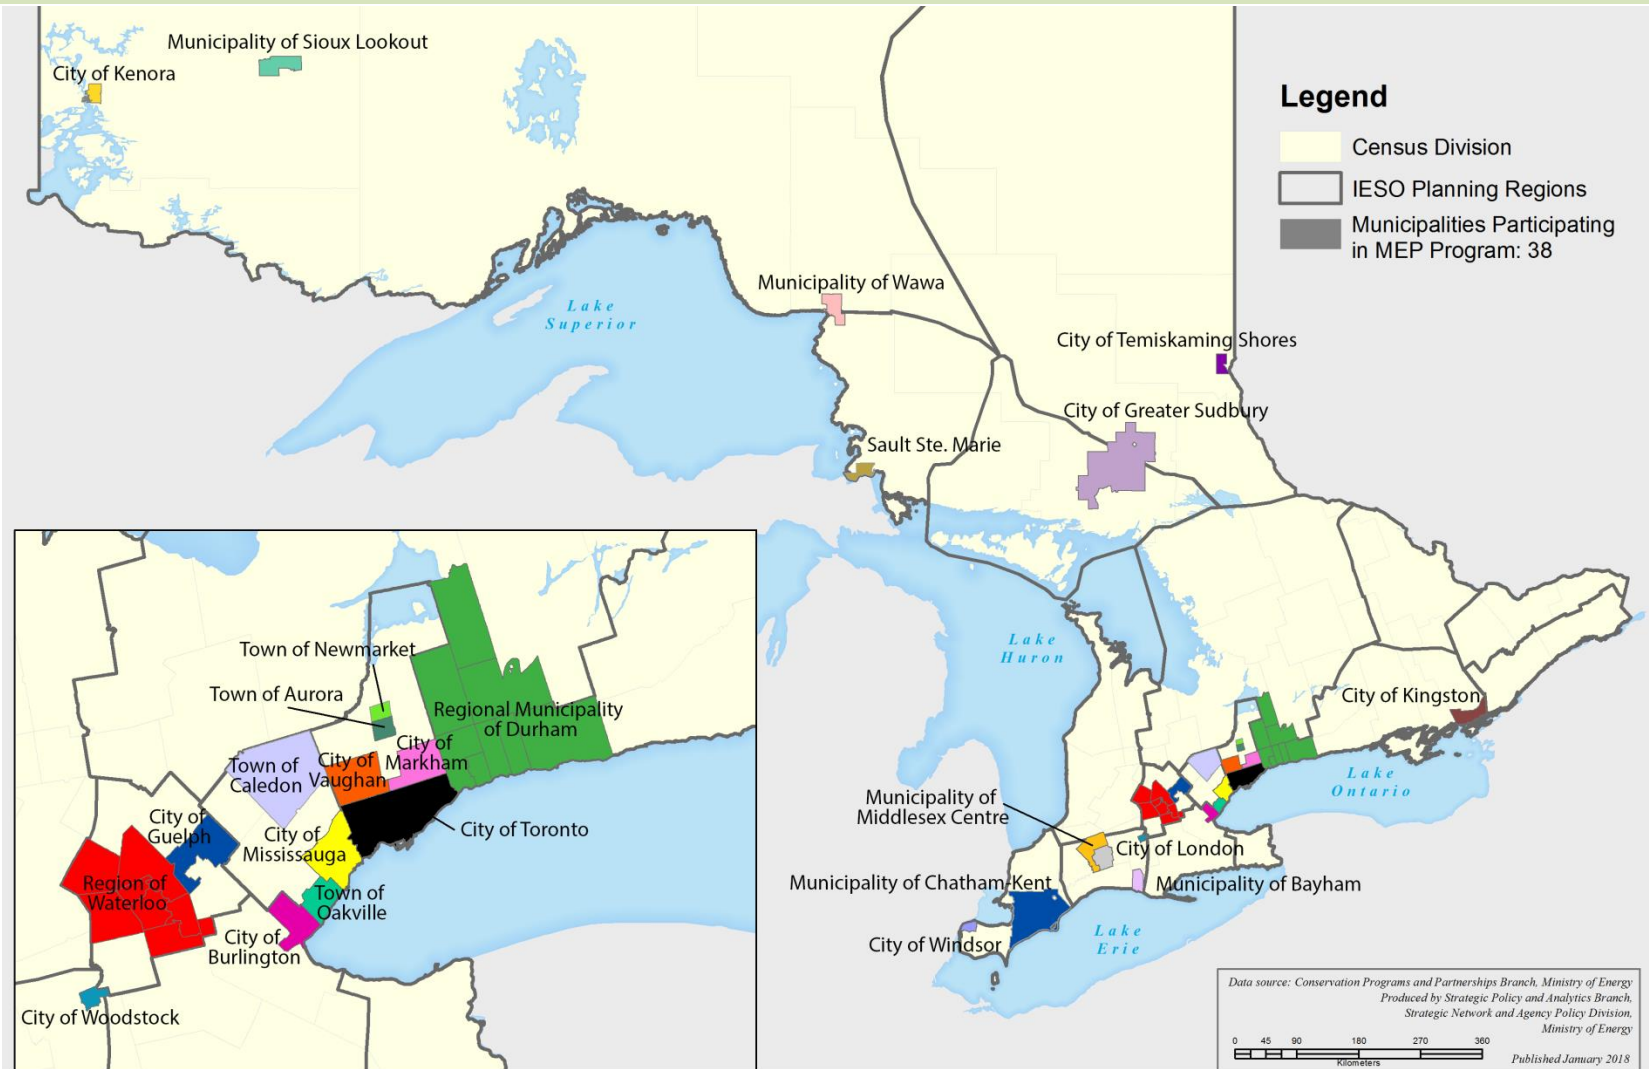 Municipality of Sioux Lookout
City of Kenora
Legend
Census Division
IESO Planning Regions
Municipalities Participating
in MEP Program: 38
Lake
Superior
Municipality of Wawa
City of Temiskaming Shores
City of Greater Sudbury
Sault Ste. Marie
Lake
Huron
City of Kingston
Lake
Ontario
Municipality of
Middlesex Centre
City of London
Municipality of Chatham-Kent
Municipality of Bayham
City of Windsor
Lake
Erie
Town of Newmarket
Town of Aurora
Regional Municipality
of Durham
City of
Markham
City of
Vaughan
Town of
Caledon
City of
Guelph
City of
Mississauga
City of Toronto
Region of
Waterloo
Town of
Oakville
City of
Burlington
City of Woodstock
Data source: Conservation Programs and Partnerships Branch, Ministry of Energy
Produced by Strategic Policy and Analytics Branch,
Strategic Network and Agency Policy Division,
Ministry of Energy
0 45 90 180 270 360
Kilometers
Published January 2018